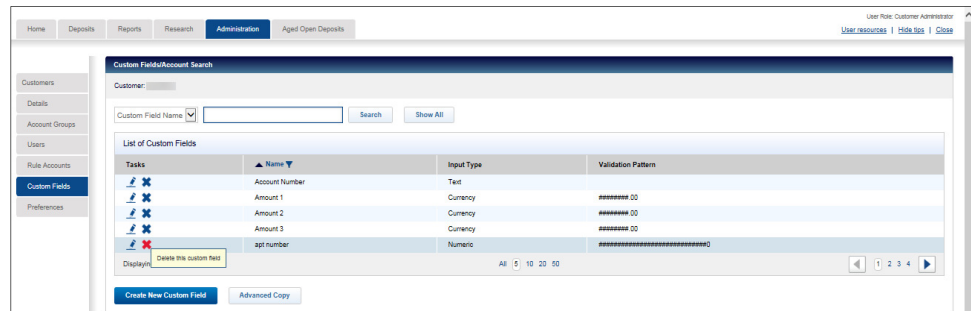 User Role: Customer Administrator
Home Deposits Reports Research Administration Aged Open Deposits
User resources | Hide tips | Close
Custom Fields/Account Search
Customers
Customer:
Details
Custom Field Name Search Show All
Account Groups
Users
List of Custom Fields
Rule Accounts
Tasks Name Input Type Validation Pattern
Custom Fields
Account Number Text
Preferences
Amount 1 Currency ########.00
Amount 2 Currency ########.00
Amount 3 Currency ########.00
apt number Numeric #############################0
Delete this custom field
Displayin All 5 10 20 50 1 2 3 4
Create New Custom Field Advanced Copy